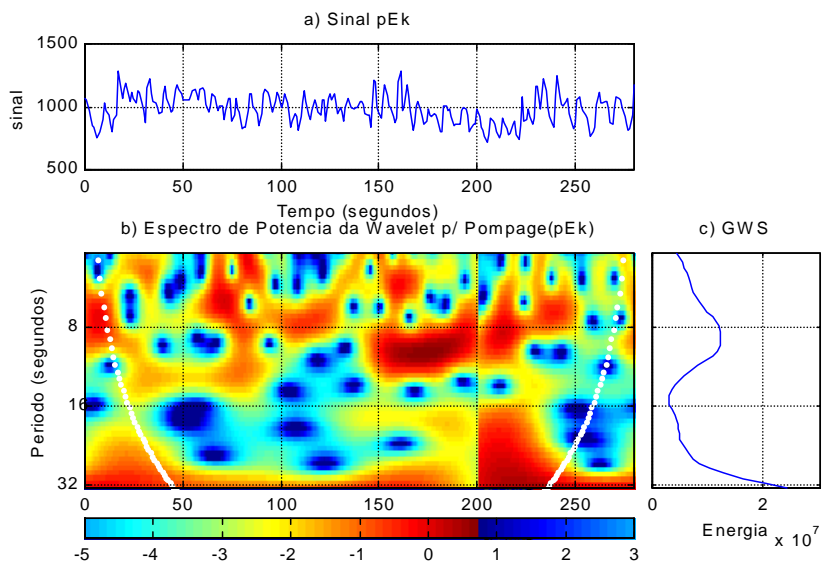 a) Sinal pEk
1500
1000
500
sinal
0 50 100 150 200 250
Tempo (segundos)
b) Espectro de Potencia da Wavelet p/ Pompage(pEk)
c) GWS
8
16
32
Periodo (segundos)
0 50 100 150 200 250
0 2
Energia x 10^7
-5 -4 -3 -2 -1 0 1 2 3